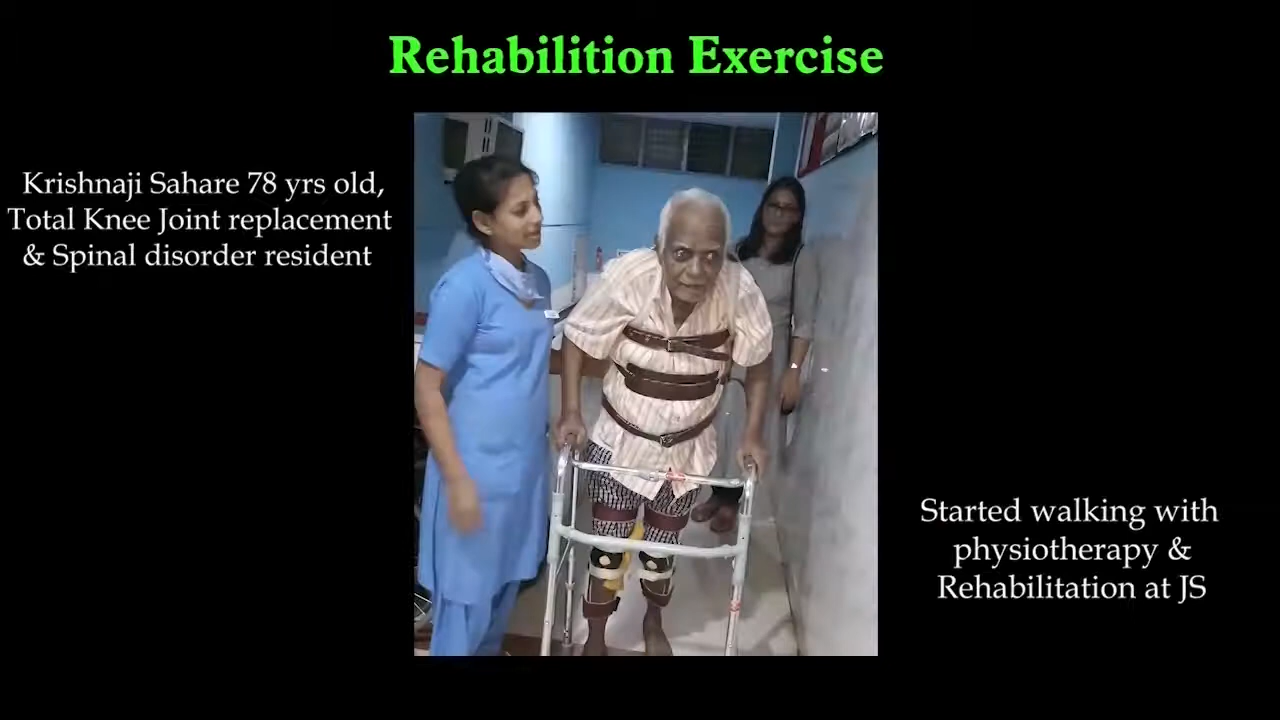 Rehabilition Exercise
Krishnaji Sahare 78 yrs old,
Total Knee Joint replacement
& Spinal disorder resident
Started walking with
physiotherapy &
Rehabilitation at JS